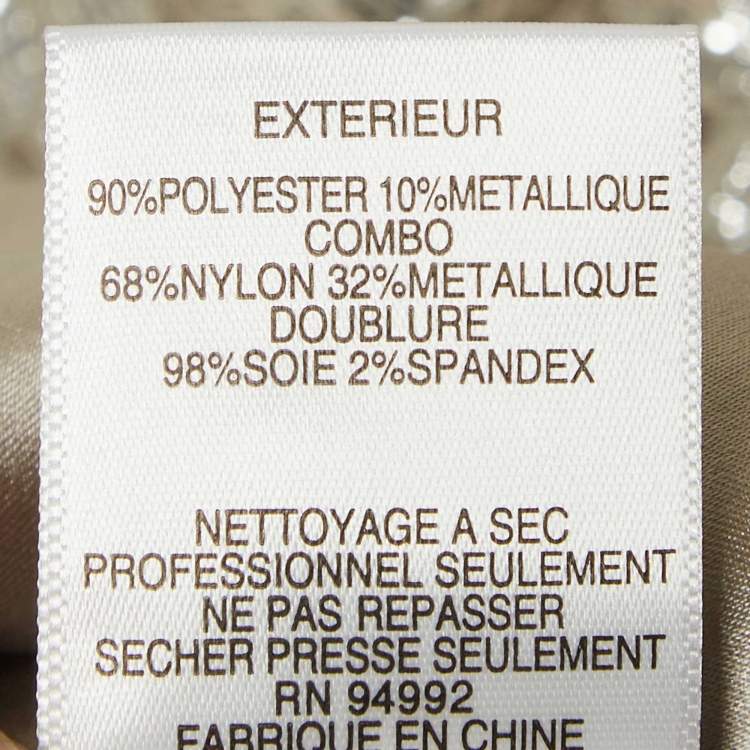 EXTERIEUR
90%POLYESTER 10%METALLIQUE
COMBO
68%NYLON 32%METALLIQUE
DOUBLURE
98%SOIE 2%SPANDEX
NETTOYAGE A SEC
PROFESSIONNEL SEULEMENT
NE PAS REPASSER
SECHER PRESSE SEULEMENT
RN 94992
FABRIQUE EN CHINE